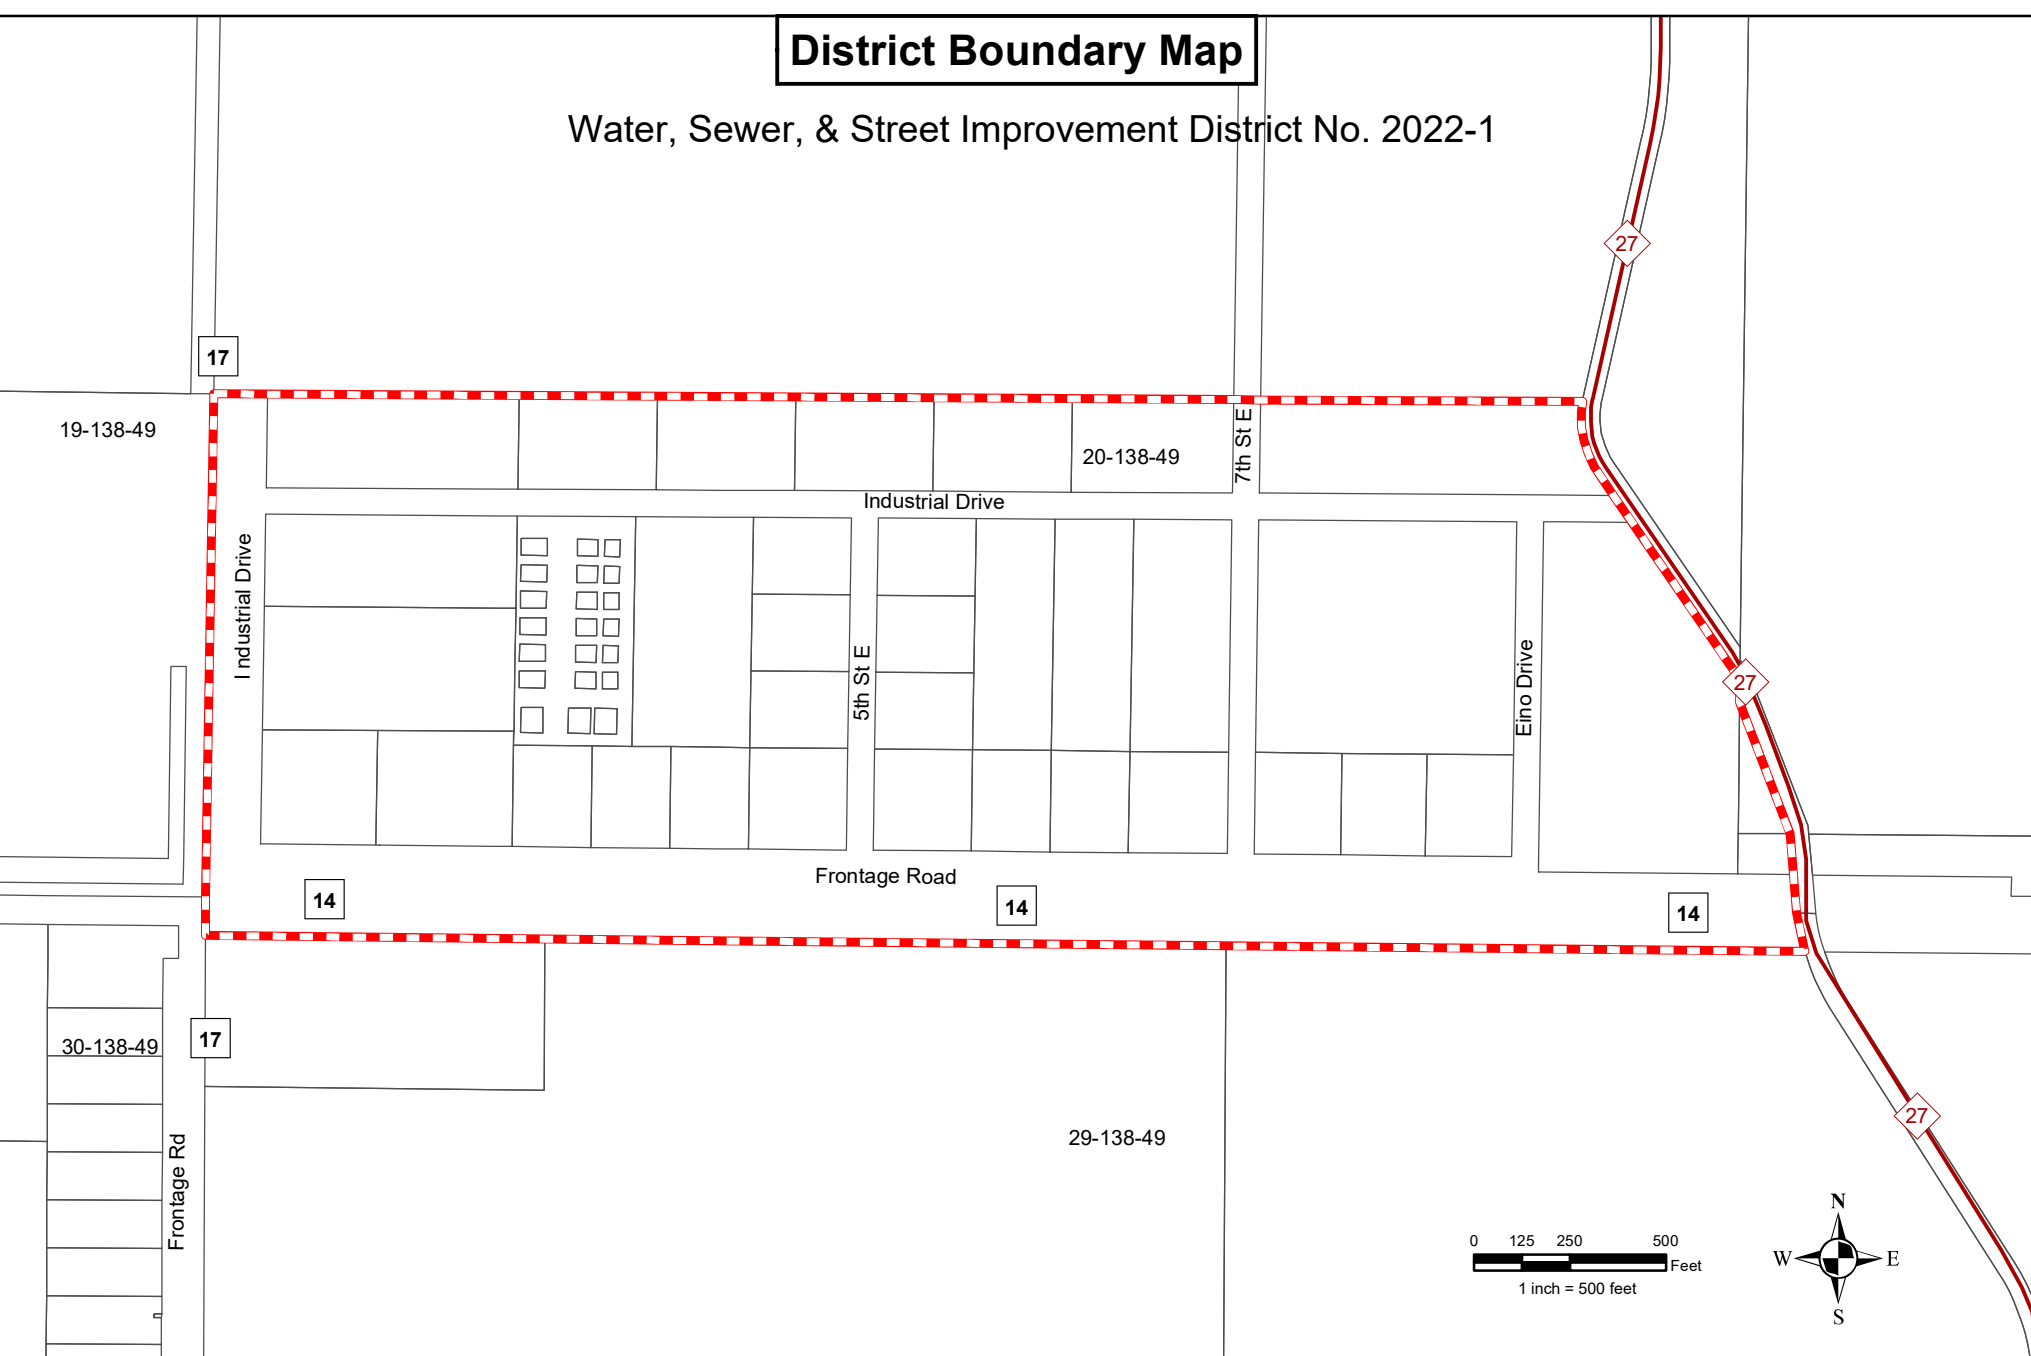 District Boundary Map
Water, Sewer, & Street Improvement District No. 2022-1
27
17
19-138-49
20-138-49
7th St E
Industrial Drive
I ndustrial Drive
5th St E
Eino Drive
27
Frontage Road
14
14
14
17
30-138-49
29-138-49
27
Frontage Rd
N
W
E
S
0 125 250 500
Feet
1 inch = 500 feet